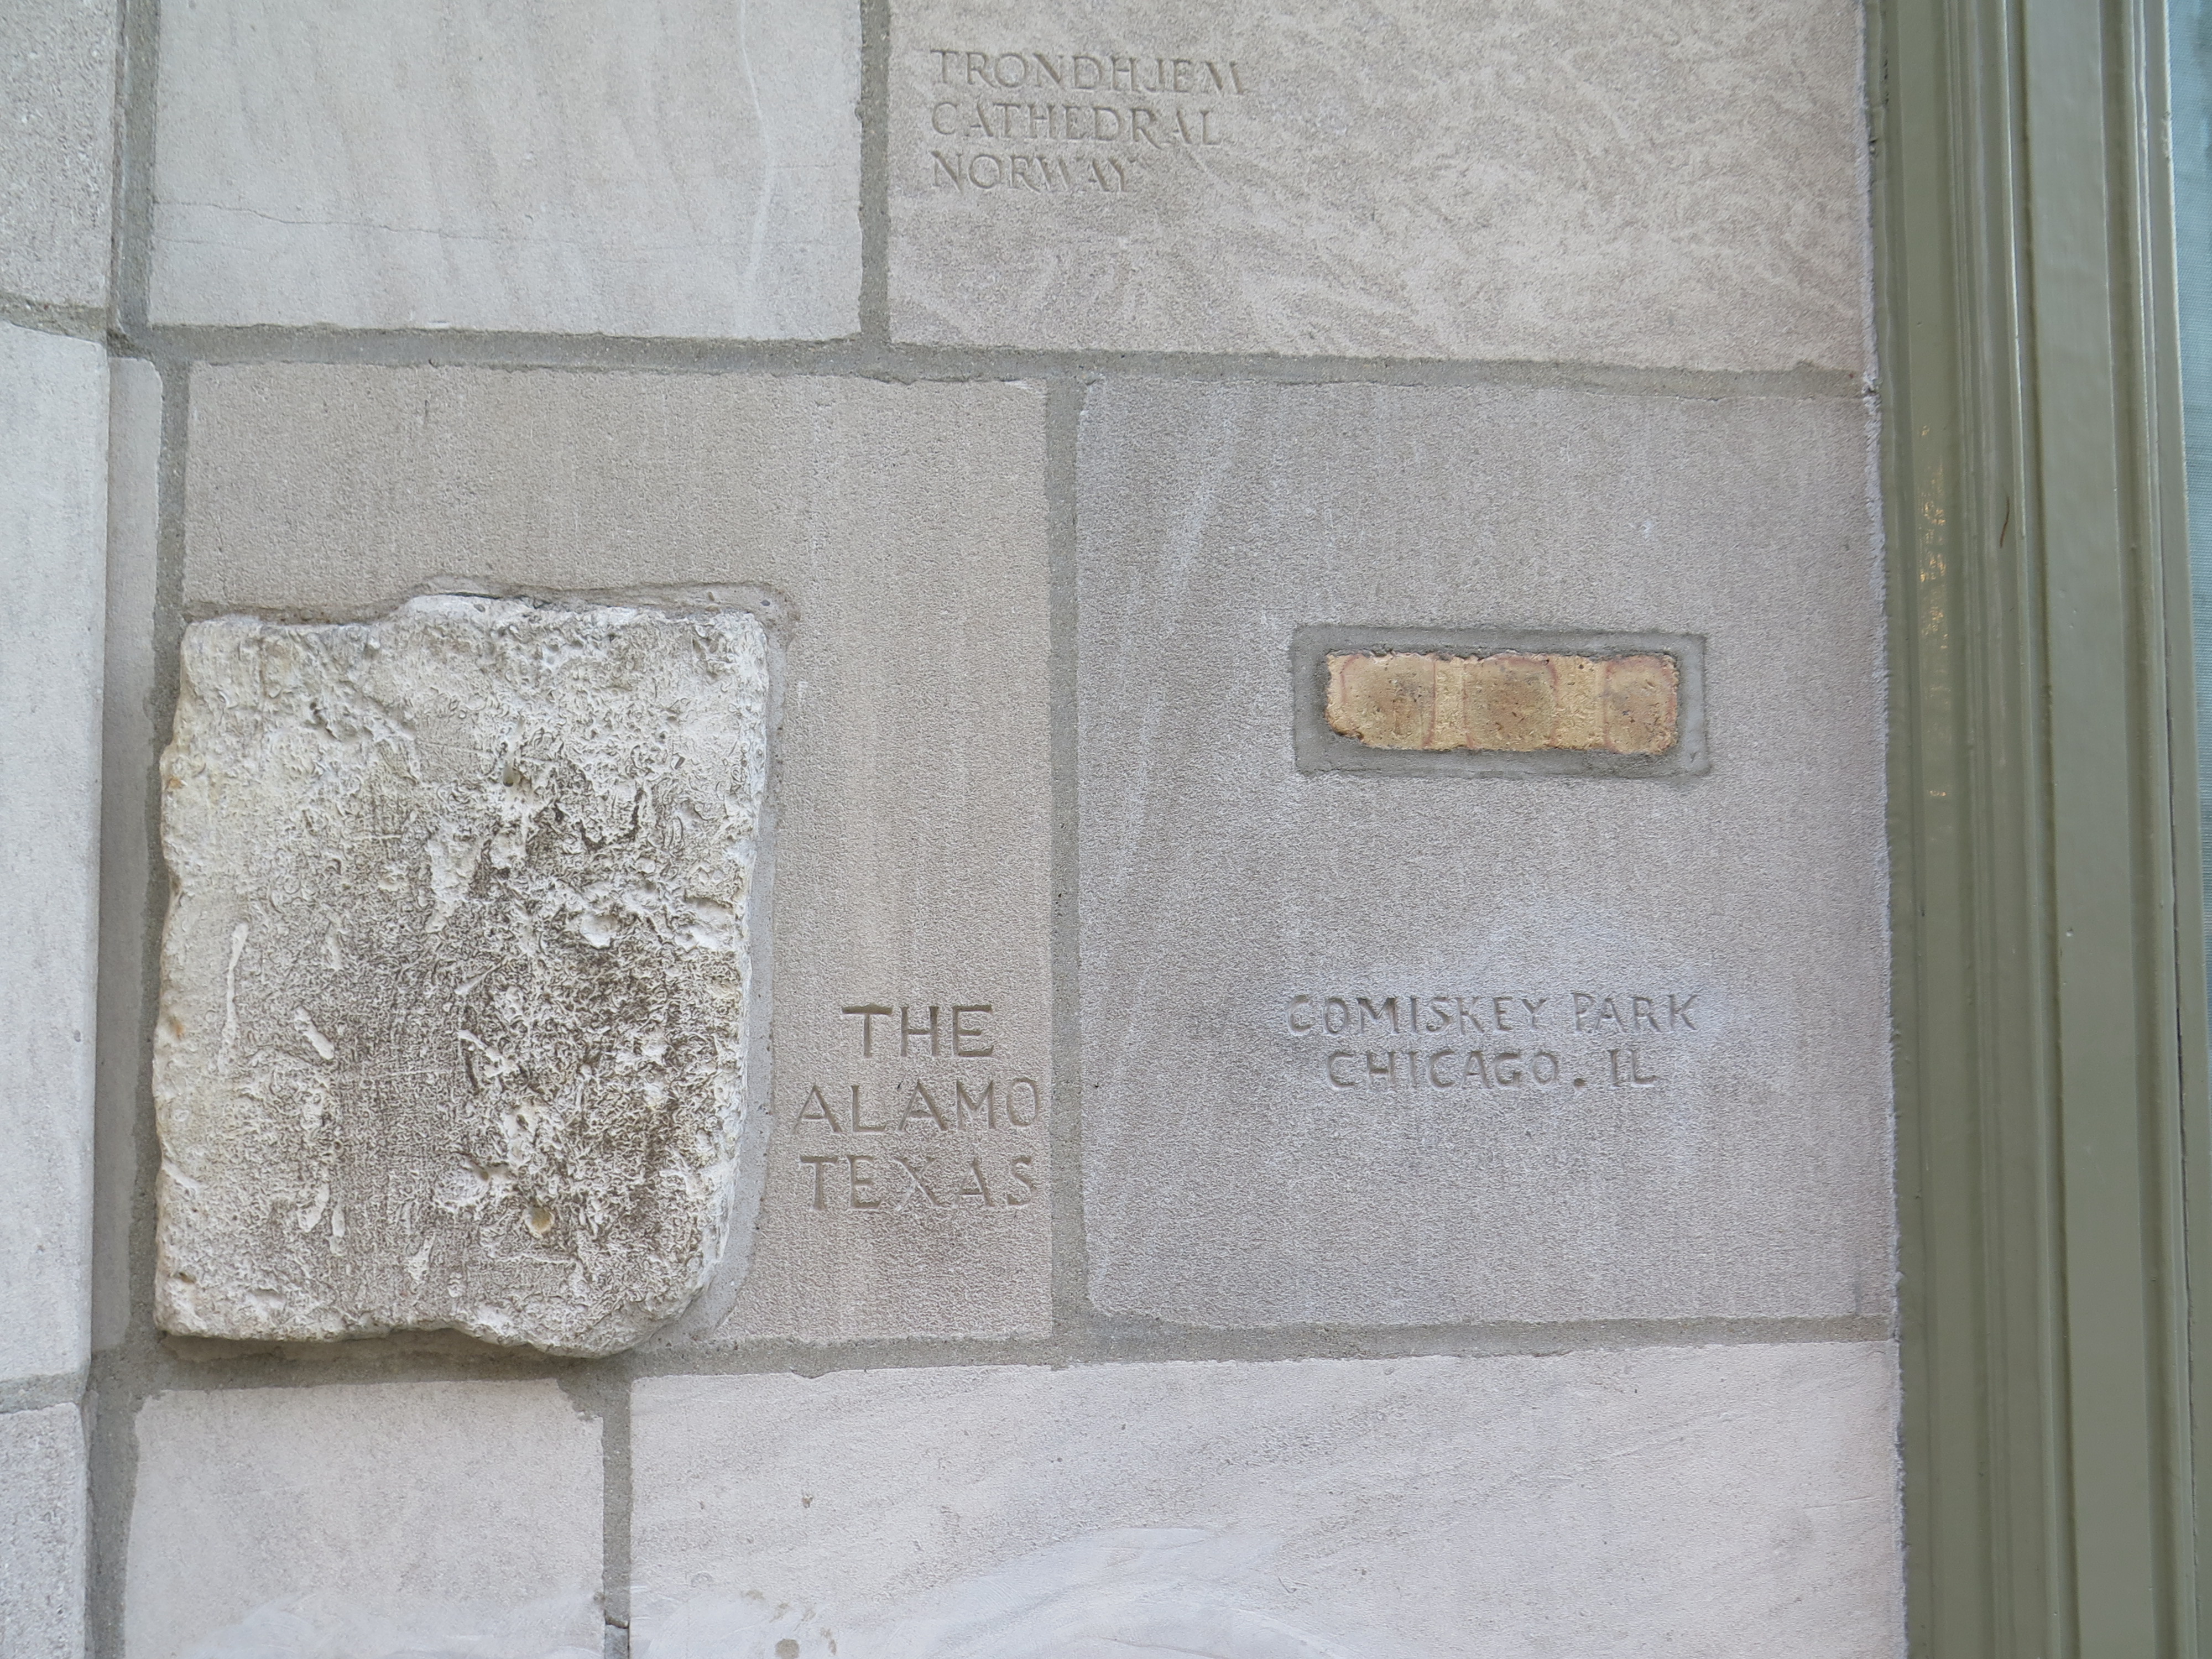 TRONDHJEM
CATHEDRAL
NORWAY
THE
ALAMO
TEXAS
COMISKEY PARK
CHICAGO. IL